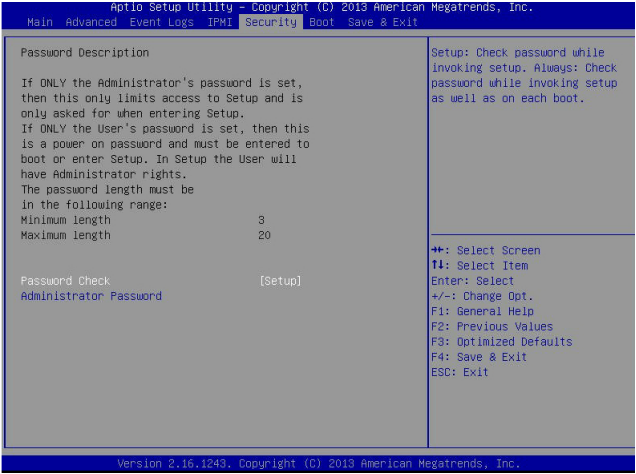 Aptio Setup Utility – Copyright (C) 2013 American Megatrends, Inc.
Main Advanced Event Logs IPMI Security Boot Save & Exit
Password Description
If ONLY the Administrator's password is set,
then this only limits access to Setup and is
only asked for when entering Setup.
If ONLY the User's password is set, then this
is a power on password and must be entered to
boot or enter Setup. In Setup the User will
have Administrator rights.
The password length must be
in the following range:
Minimum length 3
Maximum length 20
Password Check [Setup]
Administrator Password
Setup: Check password while
invoking setup. Always: Check
password while invoking setup
as well as on each boot.
→←: Select Screen
↑↓: Select Item
Enter: Select
+/-: Change Opt.
F1: General Help
F2: Previous Values
F3: Optimized Defaults
F4: Save & Exit
ESC: Exit
Version 2.16.1243. Copyright (C) 2013 American Megatrends, Inc.